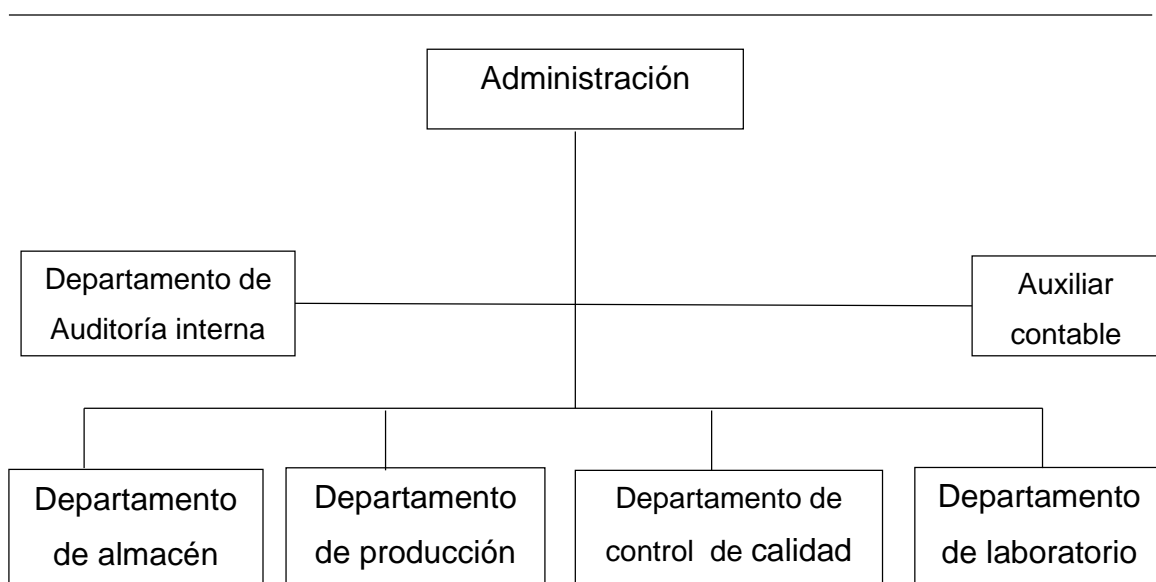 Administración
Departamento de
Auditoría interna
Auxiliar
contable
Departamento
de almacén
Departamento
de producción
Departamento de
control de calidad
Departamento
de laboratorio